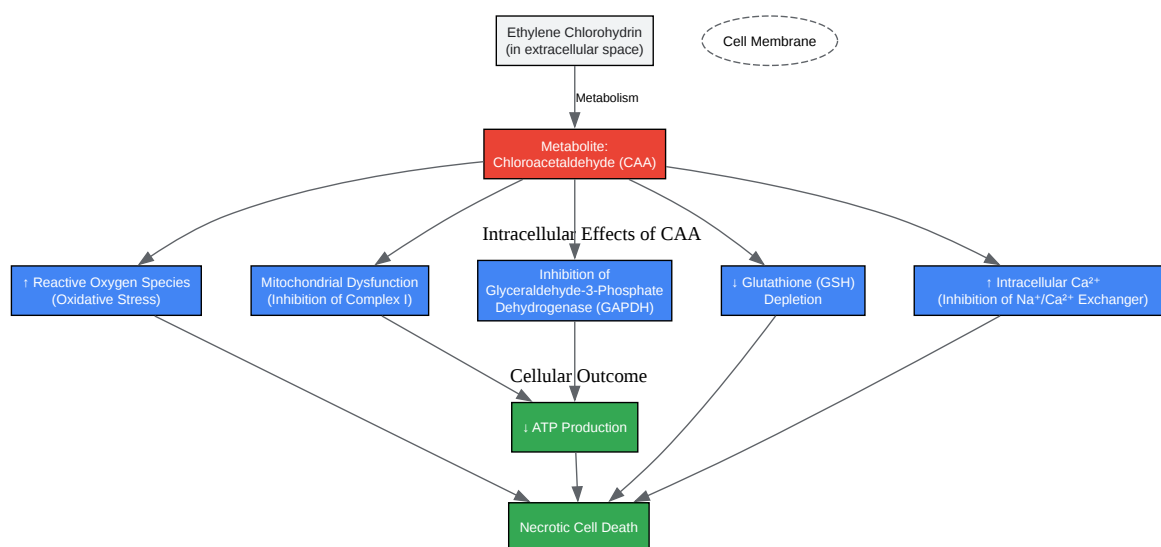 Ethylene Chlorohydrin
(in extracellular space)
Cell Membrane
Metabolism
Metabolite:
Chloroacetaldehyde (CAA)
Intracellular Effects of CAA
↑ Reactive Oxygen Species
(Oxidative Stress)
Mitochondrial Dysfunction
(Inhibition of Complex I)
Inhibition of
Glyceraldehyde-3-Phosphate
Dehydrogenase (GAPDH)
↓ Glutathione (GSH)
Depletion
↑ Intracellular Ca²⁺
(Inhibition of Na⁺/Ca²⁺ Exchanger)
Cellular Outcome
↓ ATP Production
Necrotic Cell Death